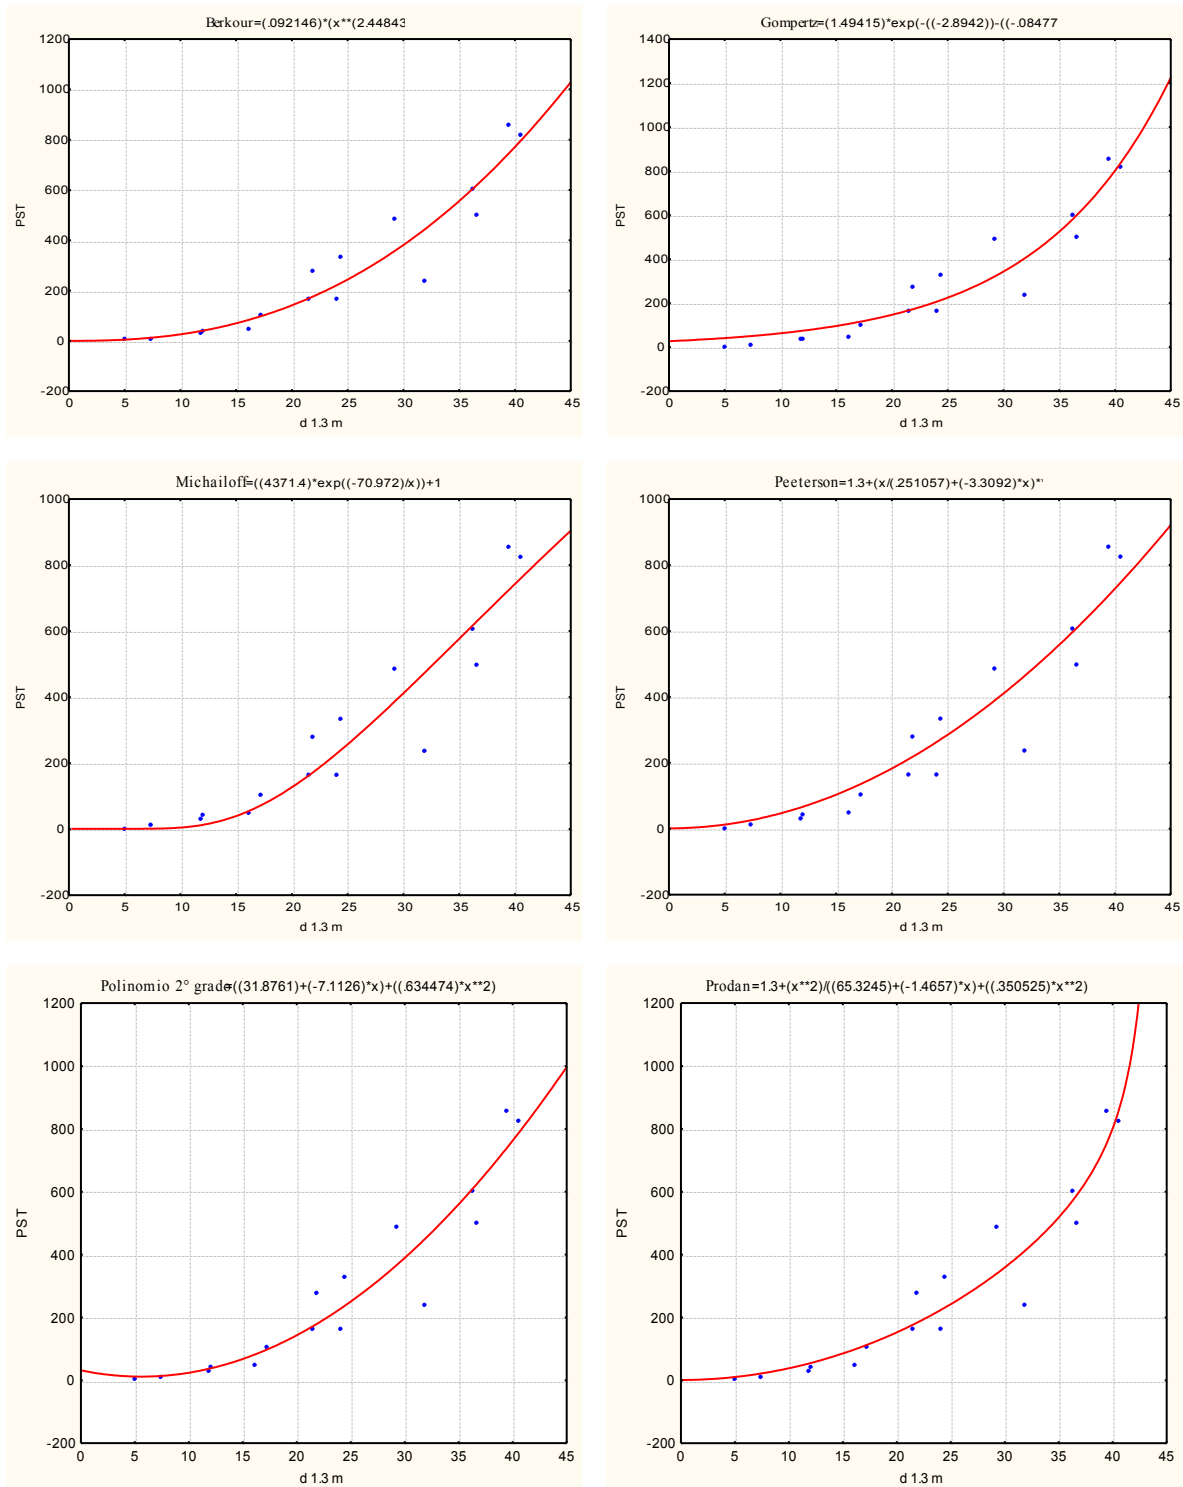 Berkour=(.092146)*(x**(2.44843
1200
1000
800
600
400
200
0
-200
PST
0 5 10 15 20 25 30 35 40 45
d 1.3 m
Gompertz=(1.49415)*exp(-((-2.8942))-((-.08477
1400
1200
1000
800
600
400
200
0
-200
PST
0 5 10 15 20 25 30 35 40 45
d 1.3 m
Michailoff=((4371.4)*exp((-70.972)/x))+1
1000
800
600
400
200
0
-200
PST
0 5 10 15 20 25 30 35 40 45
d 1.3 m
Peeterson=1.3+(x/(.251057)+(-3.3092)*x)*'
1000
800
600
400
200
0
-200
PST
0 5 10 15 20 25 30 35 40 45
d 1.3 m
Polinomio 2° grade=((31.8761)+(-7.1126)*x)+((.634474)*x**2)
1200
1000
800
600
400
200
0
-200
PST
0 5 10 15 20 25 30 35 40 45
d 1.3 m
Prodan=1.3+(x**2)/((65.3245)+(-1.4657)*x)+((.350525)*x**2)
1200
1000
800
600
400
200
0
-200
PST
0 5 10 15 20 25 30 35 40 45
d 1.3 m